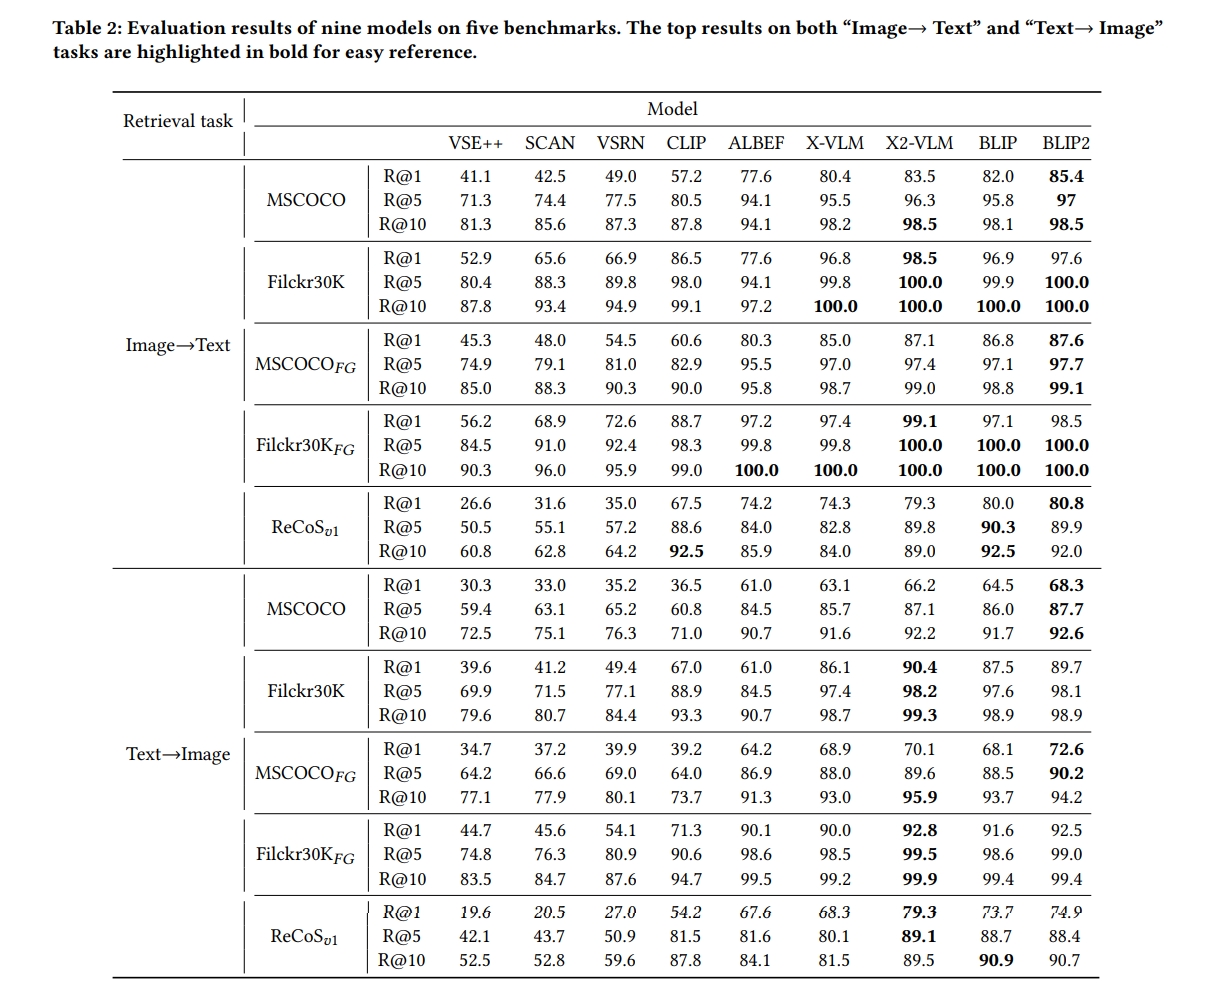 Table 2: Evaluation results of nine models on five benchmarks. The top results on both “Image→ Text” and “Text→ Image”
tasks are highlighted in bold for easy reference.
Retrieval task Model
VSE++ SCAN VSRN CLIP ALBEF X-VLM X2-VLM BLIP BLIP2
Image→Text
MSCOCO
R@1 41.1 42.5 49.0 57.2 77.6 80.4 83.5 82.0 85.4
R@5 71.3 74.4 77.5 80.5 94.1 95.5 96.3 95.8 97
R@10 81.3 85.6 87.3 87.8 94.1 98.2 98.5 98.1 98.5
Filckr30K
R@1 52.9 65.6 66.9 86.5 77.6 96.8 98.5 96.9 97.6
R@5 80.4 88.3 89.8 98.0 94.1 99.8 100.0 99.9 100.0
R@10 87.8 93.4 94.9 99.1 97.2 100.0 100.0 100.0 100.0
MSCOCOFG
R@1 45.3 48.0 54.5 60.6 80.3 85.0 87.1 86.8 87.6
R@5 74.9 79.1 81.0 82.9 95.5 97.0 97.4 97.1 97.7
R@10 85.0 88.3 90.3 90.0 95.8 98.7 99.0 98.8 99.1
Filckr30KFG
R@1 56.2 68.9 72.6 88.7 97.2 97.4 99.1 97.1 98.5
R@5 84.5 91.0 92.4 98.3 99.8 99.8 100.0 100.0 100.0
R@10 90.3 96.0 95.9 99.0 100.0 100.0 100.0 100.0 100.0
ReCoSv1
R@1 26.6 31.6 35.0 67.5 74.2 74.3 79.3 80.0 80.8
R@5 50.5 55.1 57.2 88.6 84.0 82.8 89.8 90.3 89.9
R@10 60.8 62.8 64.2 92.5 85.9 84.0 89.0 92.5 92.0
Text→Image
MSCOCO
R@1 30.3 33.0 35.2 36.5 61.0 63.1 66.2 64.5 68.3
R@5 59.4 63.1 65.2 60.8 84.5 85.7 87.1 86.0 87.7
R@10 72.5 75.1 76.3 71.0 90.7 91.6 92.2 91.7 92.6
Filckr30K
R@1 39.6 41.2 49.4 67.0 61.0 86.1 90.4 87.5 89.7
R@5 69.9 71.5 77.1 88.9 84.5 97.4 98.2 97.6 98.1
R@10 79.6 80.7 84.4 93.3 90.7 98.7 99.3 98.9 98.9
MSCOCOFG
R@1 34.7 37.2 39.9 39.2 64.2 68.9 70.1 68.1 72.6
R@5 64.2 66.6 69.0 64.0 86.9 88.0 89.6 88.5 90.2
R@10 77.1 77.9 80.1 73.7 91.3 93.0 95.9 93.7 94.2
Filckr30KFG
R@1 44.7 45.6 54.1 71.3 90.1 90.0 92.8 91.6 92.5
R@5 74.8 76.3 80.9 90.6 98.6 98.5 99.5 98.6 99.0
R@10 83.5 84.7 87.6 94.7 99.5 99.2 99.9 99.4 99.4
ReCoSv1
R@1 19.6 20.5 27.0 54.2 67.6 68.3 79.3 73.7 74.9
R@5 42.1 43.7 50.9 81.5 81.6 80.1 89.1 88.7 88.4
R@10 52.5 52.8 59.6 87.8 84.1 81.5 89.5 90.9 90.7